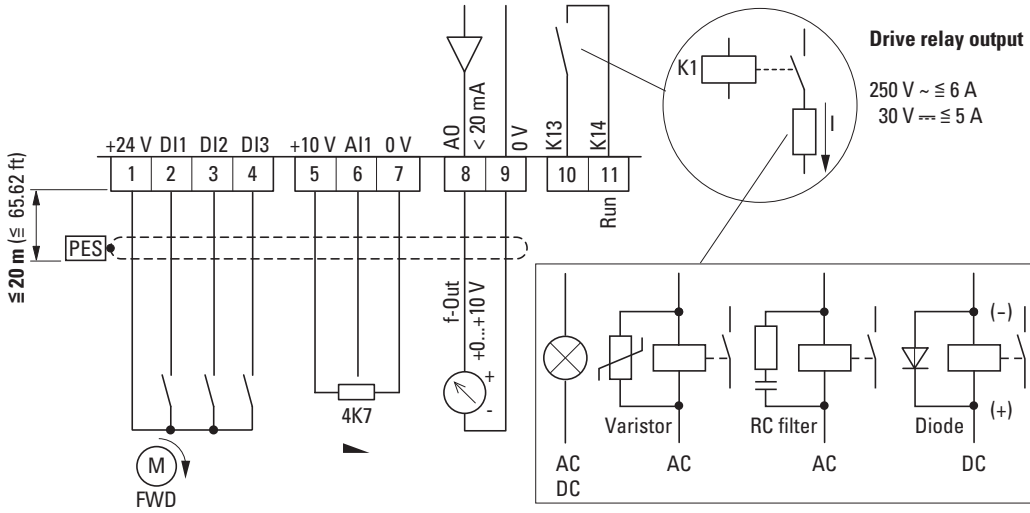 Drive relay output
K1
250 V ~ ≦ 6 A
30 V ⎓ ≦ 5 A
I
AO
< 20 mA
0 V
K13
K14
+24 V DI1 DI2 DI3
+10 V AI1 0 V
1 2 3 4
5 6 7
8 9
10 11
Run
≦ 20 m (≦ 65.62 ft)
PES
f-Out
+0...+10 V
+
-
4K7
M
FWD
(-)
(+)
Varistor
RC filter
Diode
AC
DC
AC
AC
DC